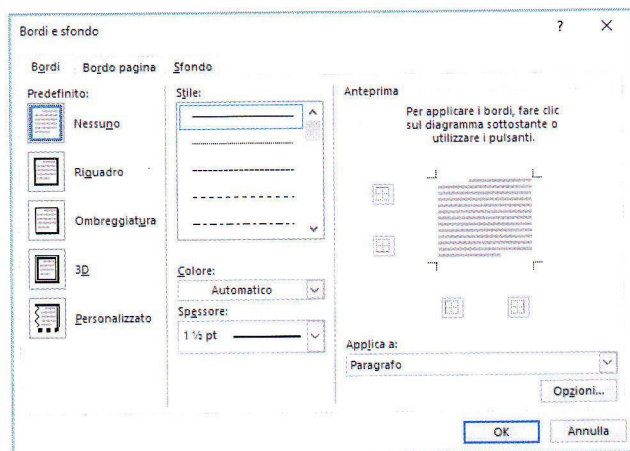 Bordi e sfondo ? ×
Bordi Bordo pagina Sfondo
Predefinito:
Nessuno
Riquadro
Ombreggiatura
3D
Personalizzato
Stile:
Colore:
Automatico
Spessore:
1 ½ pt
Anteprima
Per applicare i bordi, fare clic
sul diagramma sottostante o
utilizzare i pulsanti.
Applica a:
Paragrafo
Opzioni...
OK Annulla